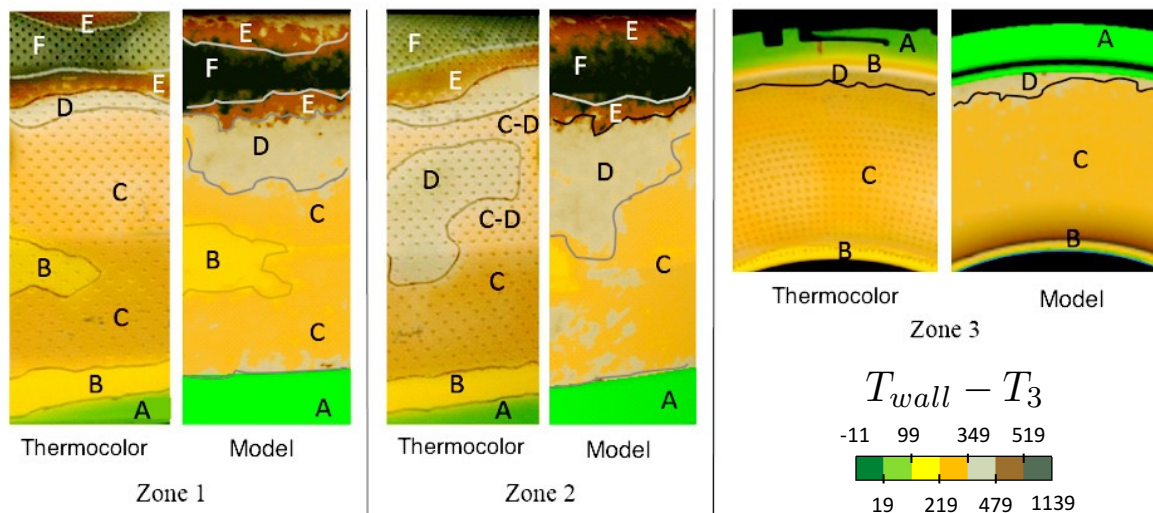 E
F
E
D
C
B
C
B
A
Thermocolor
E
F
E
D
C
B
C
A
Model
Zone 1
E
E
C-D
D
C-D
C
B
A
Thermocolor
E
F
E
D
C
A
Model
Zone 2
A
B
D
C
B
Thermocolor
A
D
C
B
Model
Zone 3
T_wall − T_3
-11 99 349 519
19 219 479 1139